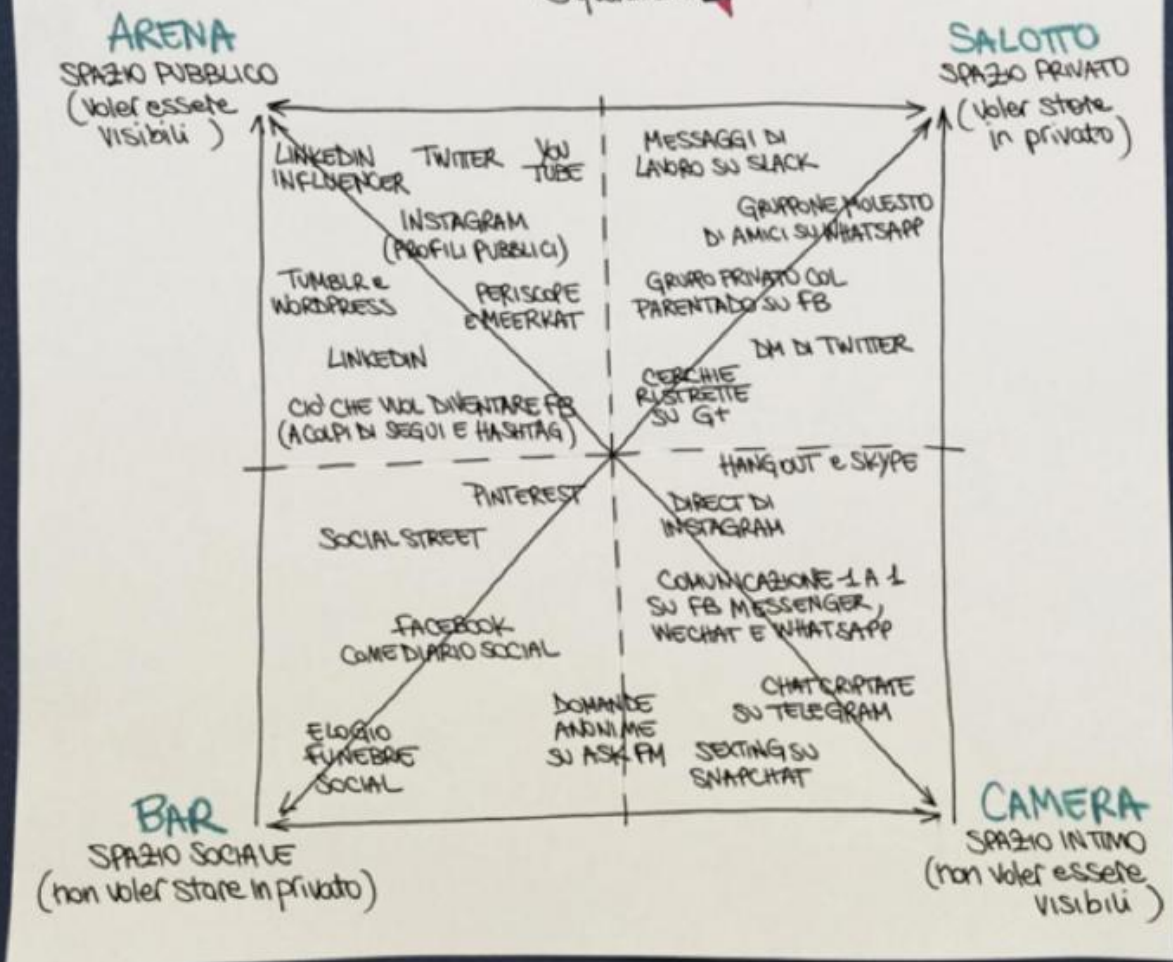 ARENA
SPAZIO PUBBLICO
(voler essere
visibili)
SALOTTO
SPAZIO PRIVATO
(voler stare
in privato)
LINKEDIN
INFLUENCER
TWITTER
YOU
TUBE
INSTAGRAM
(PROFILI PUBBLICI)
TUMBLR e
WORDPRESS
PERISCOPE
E MEERKAT
LINKEDIN
CIO' CHE VUOL DIVENTARE FB
(A COLPI DI SEGUI E HASHTAG)
MESSAGGI DI
LAVORO SU SLACK
GRUPPONE MOLESTO
DI AMICI SU WHATSAPP
GRUPPO PRIVATO COL
PARENTADO SU FB
DM DI TWITTER
CERCHIE
RISTRETTE
SU G+
PINTEREST
SOCIAL STREET
FACEBOOK
COME DIARIO SOCIAL
ELOGIO
FUNEBRE
SOCIAL
DOMANDE
ANONIME
SU ASK FM
HANGOUT e SKYPE
DIRECT DI
INSTAGRAM
COMUNICAZIONE 1 A 1
SU FB MESSENGER,
WECHAT E WHATSAPP
CHAT CRIPTATE
SU TELEGRAM
SEXTING SU
SNAPCHAT
BAR
SPAZIO SOCIALE
(non voler stare in privato)
CAMERA
SPAZIO INTIMO
(non voler essere
visibili)